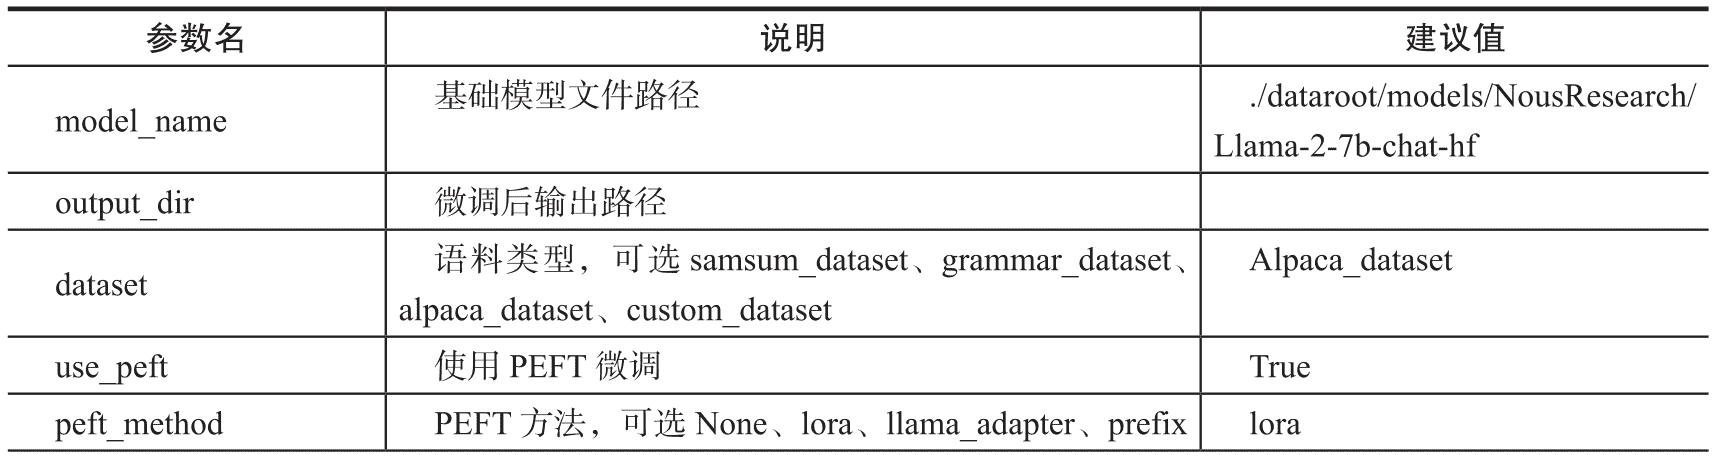 参数名 说明 建议值
model_name 基础模型文件路径 ./dataroot/models/NousResearch/
Llama-2-7b-chat-hf
output_dir 微调后输出路径
dataset 语料类型，可选 samsum_dataset、grammar_dataset、
alpaca_dataset、custom_dataset Alpaca_dataset
use_peft 使用 PEFT 微调 True
peft_method PEFT 方法，可选 None、lora、llama_adapter、prefix lora